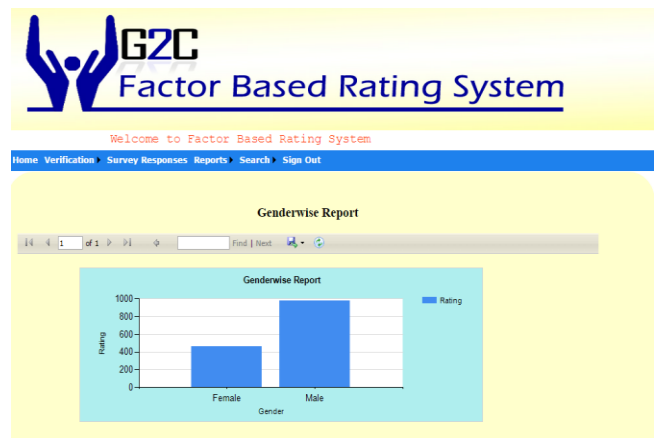 G2C
Factor Based Rating System
Welcome to Factor Based Rating System
Home Verification Survey Responses Reports Search Sign Out
Genderwise Report
1 of 1 Find | Next
Genderwise Report
1000
800
600
400
200
0
Rating
Female Male
Gender
Rating